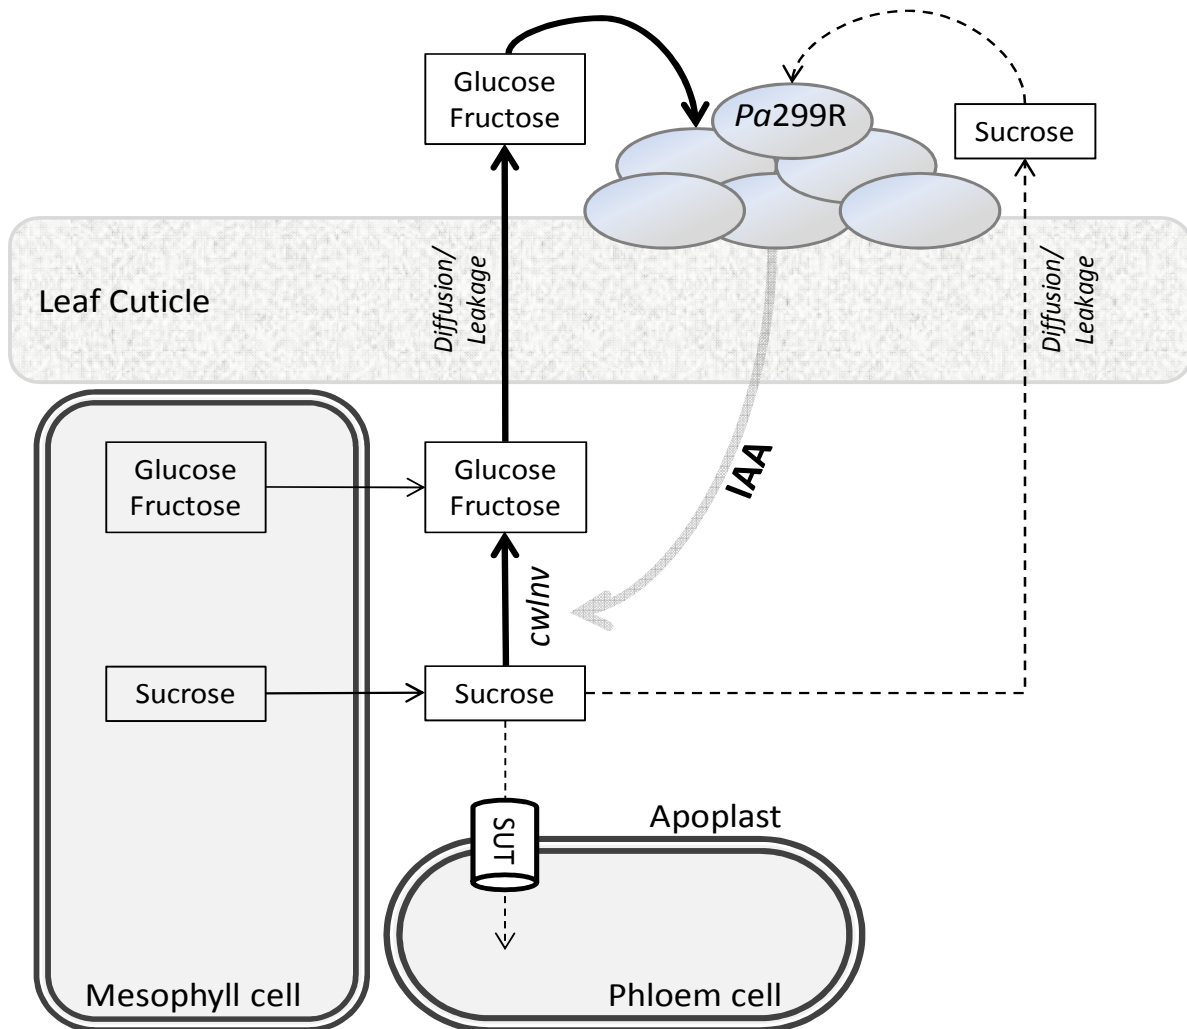 Glucose
Fructose
Pa299R
Sucrose
Leaf Cuticle
Diffusion/
Leakage
Diffusion/
Leakage
Glucose
Fructose
Glucose
Fructose
IAA
cwInv
Sucrose
Sucrose
SUT
Apoplast
Mesophyll cell
Phloem cell